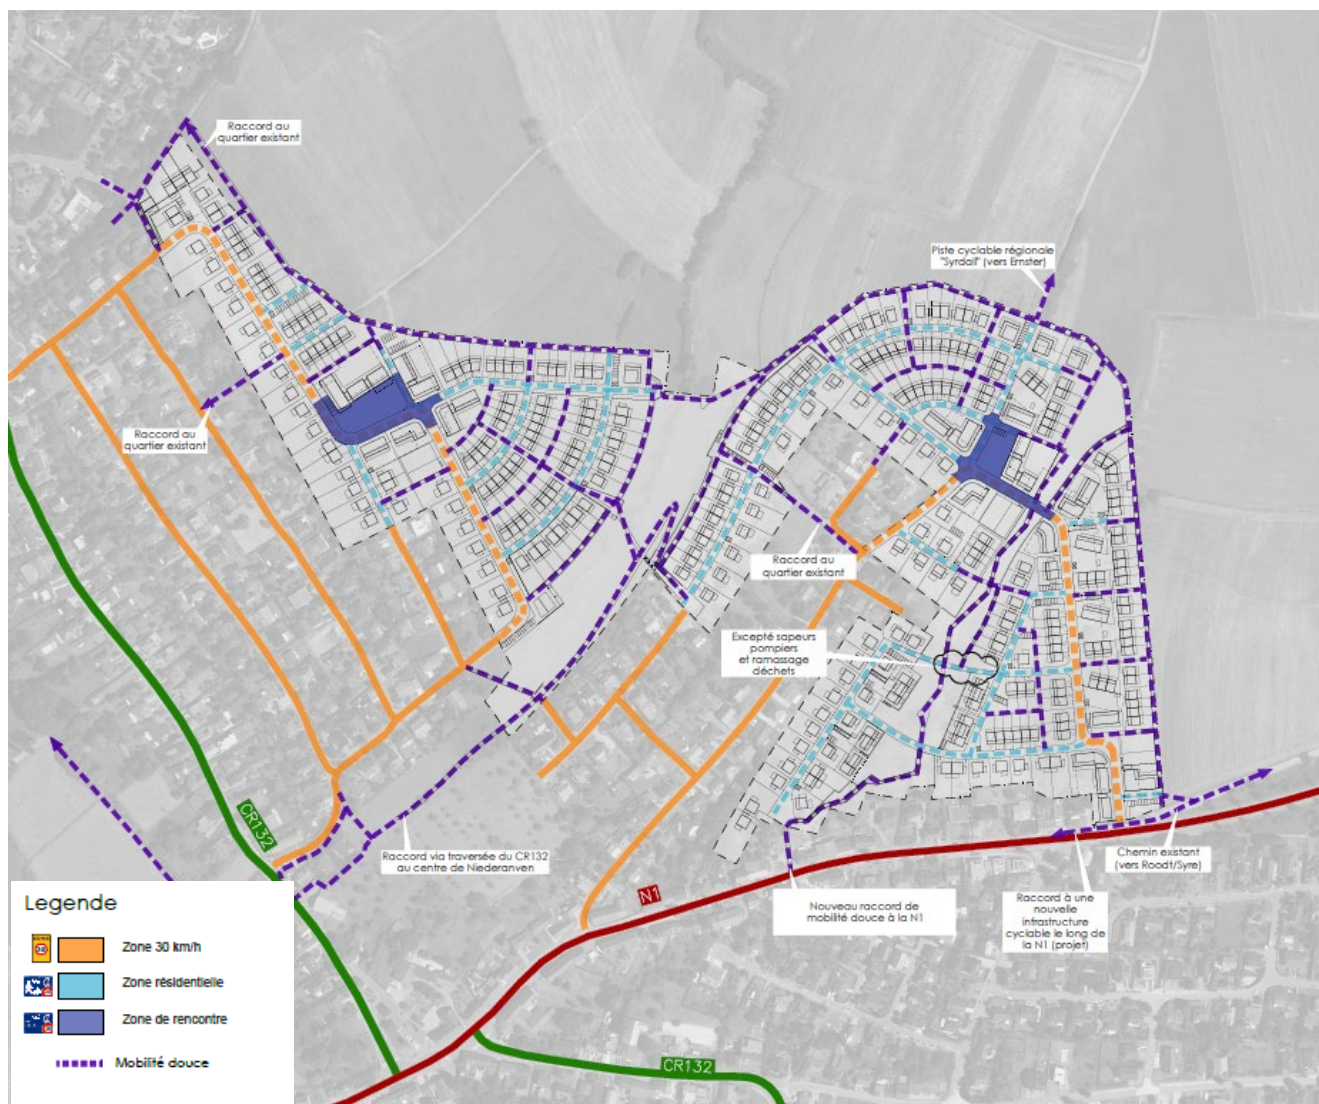 Raccord au
quartier existant
Piste cyclable régionale
"Syrdall" (vers Ernster)
Raccord au
quartier existant
Raccord au
quartier existant
Excepté sapeurs
pompiers
et ramassage
déchets
CR132
Raccord via traversée du CR132
au centre de Niederanven
N1
Nouveau raccord de
mobilité douce à la N1
Raccord à une
nouvelle
infrastructure
cyclable le long de
la N1 (projet)
Chemin existant
(vers Roodt/Syre)
CR132
Legende
30
Zone 30 km/h
Zone résidentielle
Zone de rencontre
Mobilité douce